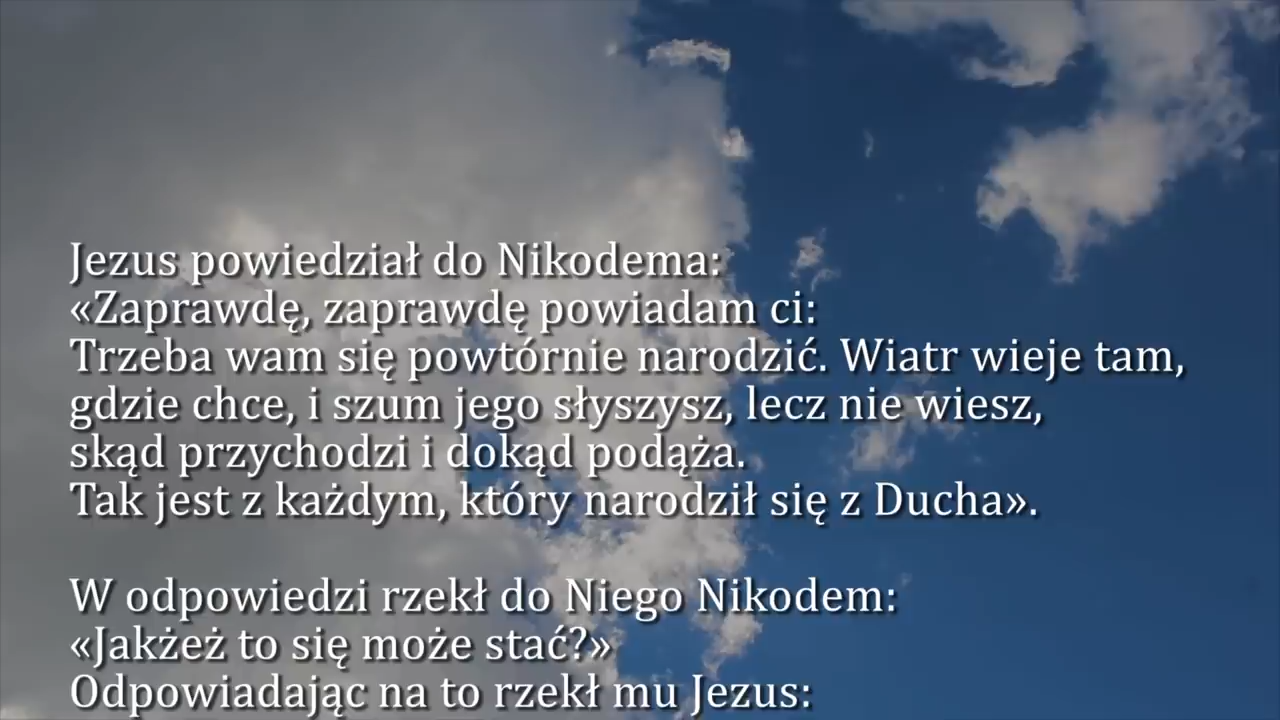 Jezus powiedział do Nikodema:
«Zaprawdę, zaprawdę powiadam ci:
Trzeba wam się powtórnie narodzić. Wiatr wieje tam,
gdzie chce, i szum jego słyszysz, lecz nie wiesz,
skąd przychodzi i dokąd podąża.
Tak jest z każdym, który narodził się z Ducha».
W odpowiedzi rzekł do Niego Nikodem:
«Jakżeż to się może stać?»
Odpowiadając na to rzekł mu Jezus: